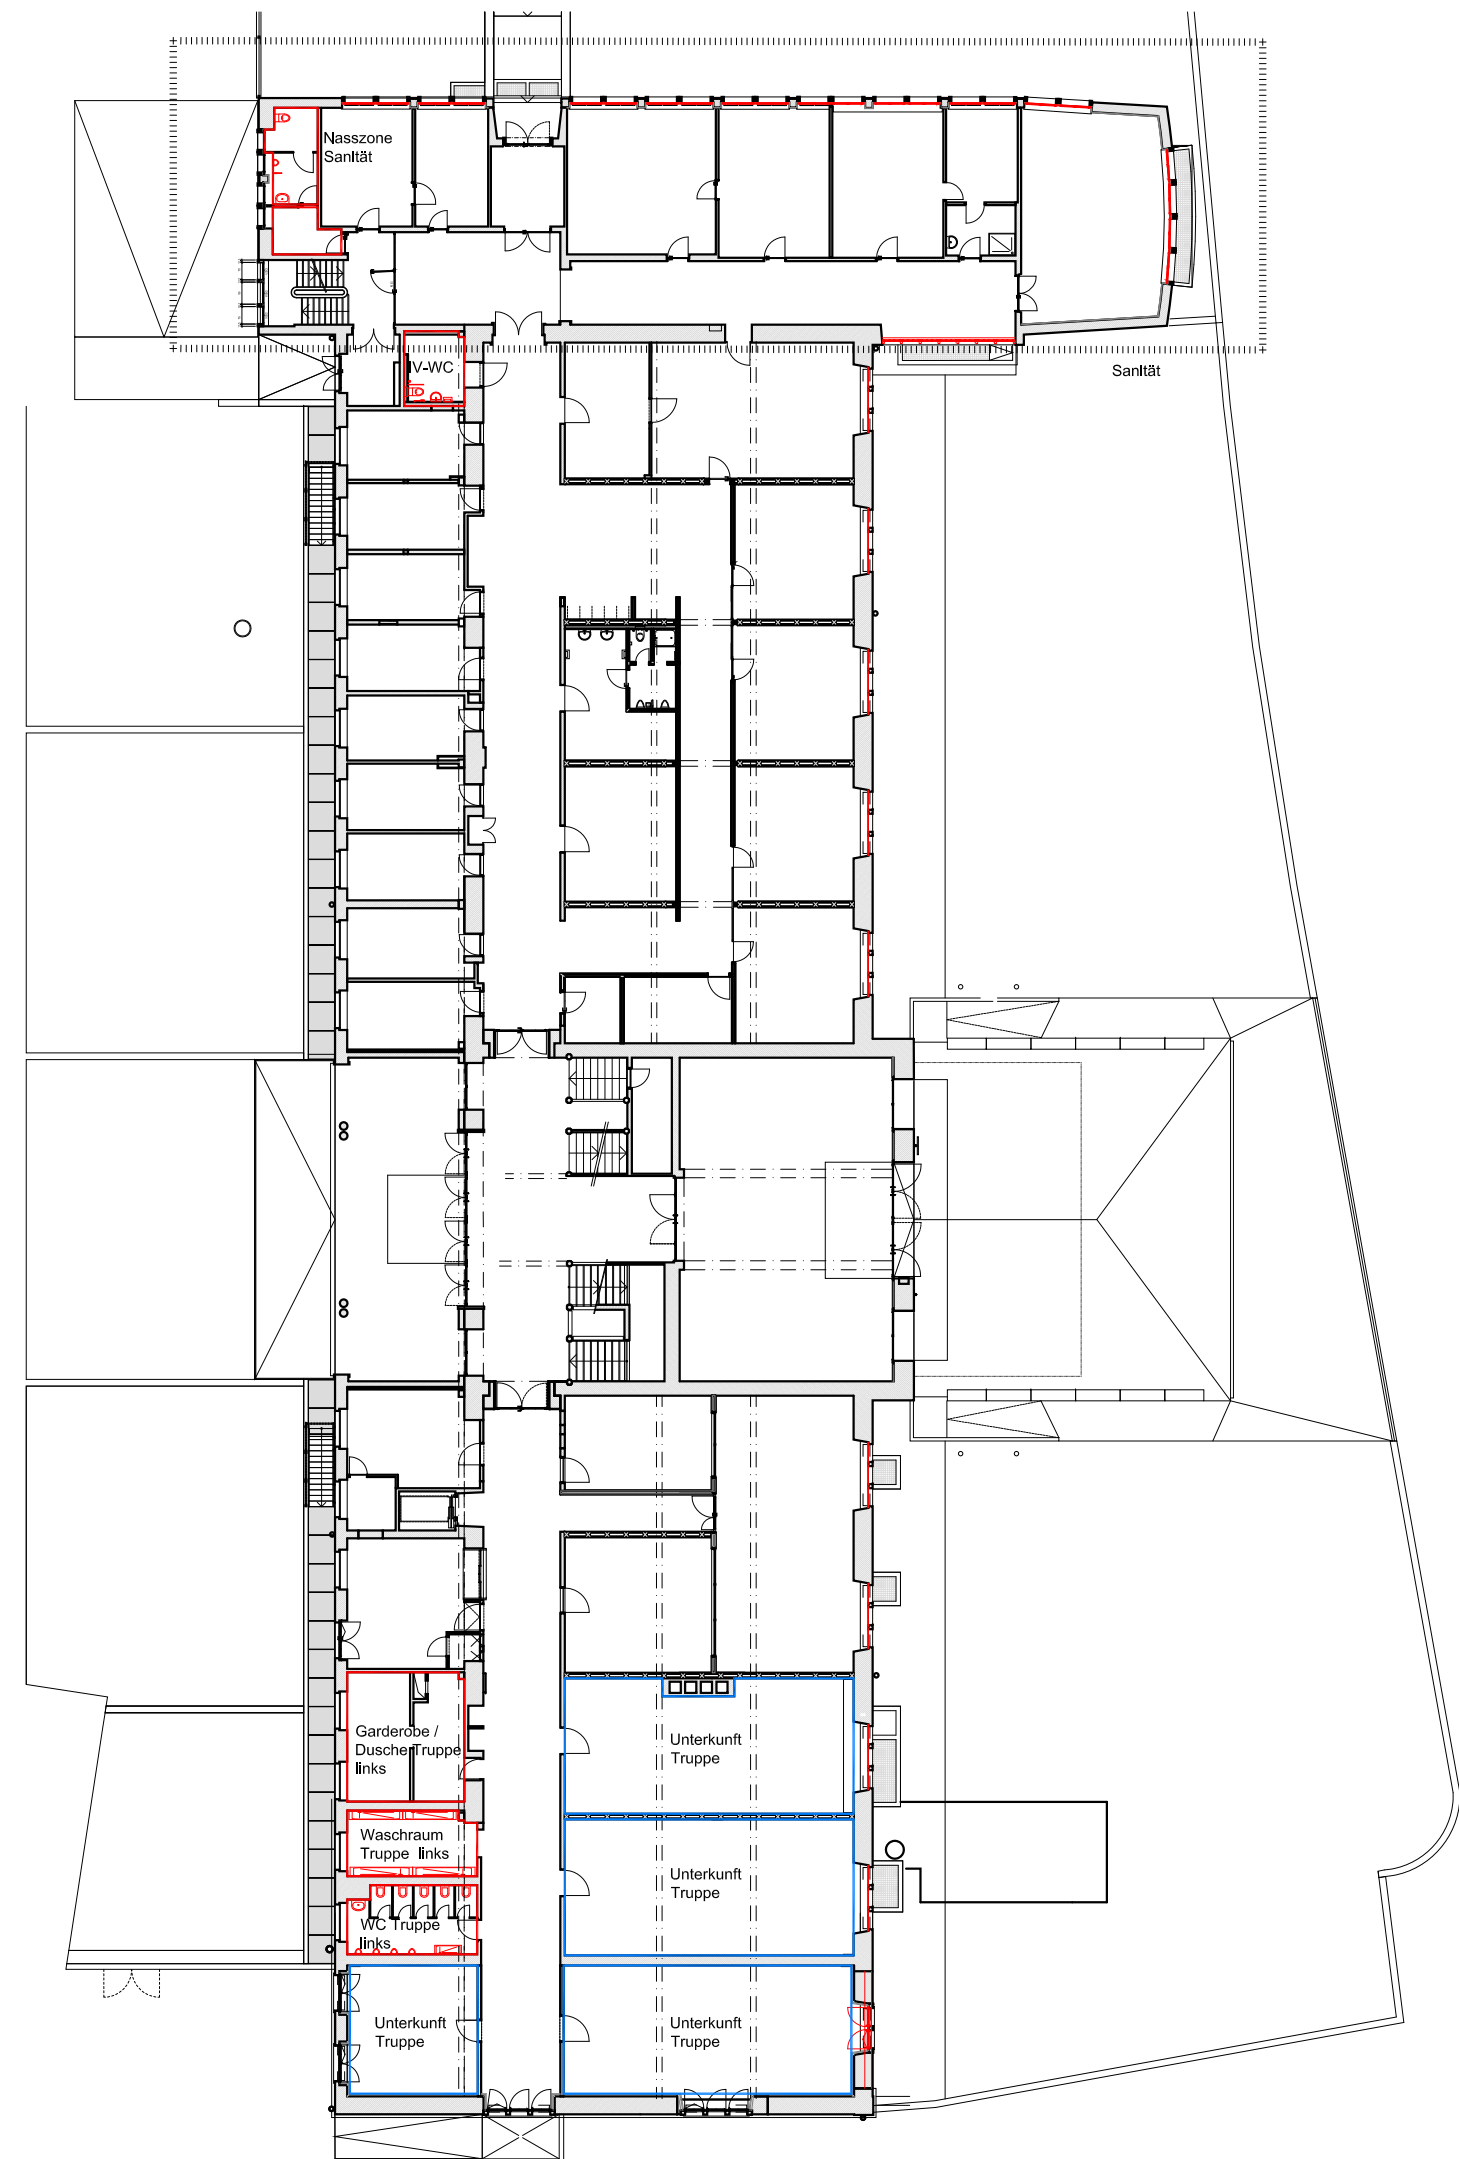 Nasszone
Sanität
IV-WC
Sanität
Garderobe /
Dusche Truppe
links
Unterkunft
Truppe
Waschraum
Truppe links
Unterkunft
Truppe
WC Truppe
links
Unterkunft
Truppe
Unterkunft
Truppe